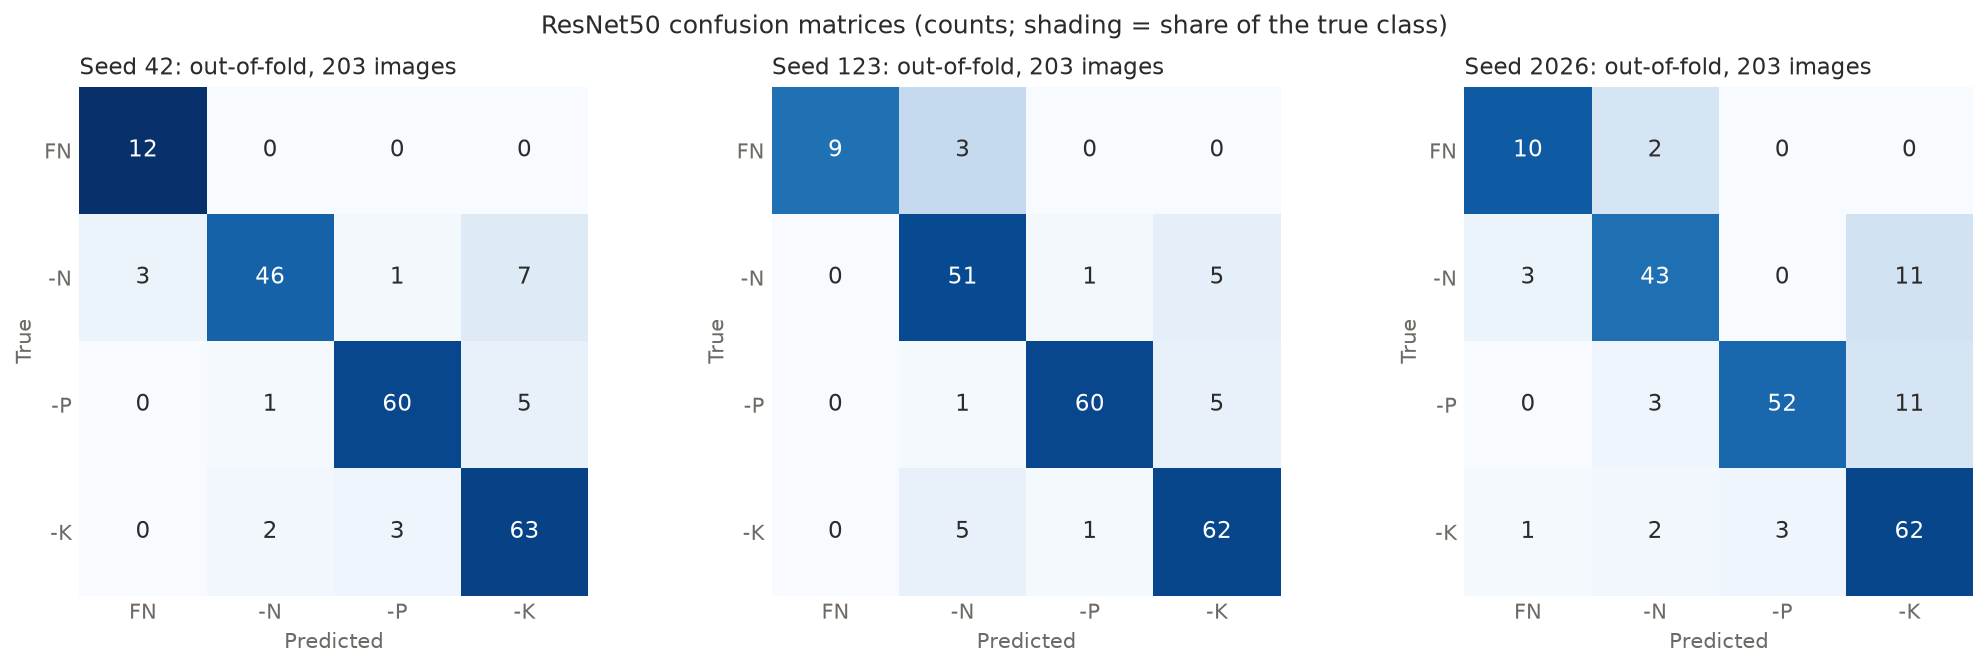 ResNet50 confusion matrices (counts; shading = share of the true class)
Seed 42: out-of-fold, 203 images
FN 12 0 0 0
-N 3 46 1 7
-P 0 1 60 5
-K 0 2 3 63
FN -N -P -K
True
Predicted
Seed 123: out-of-fold, 203 images
FN 9 3 0 0
-N 0 51 1 5
-P 0 1 60 5
-K 0 5 1 62
FN -N -P -K
True
Predicted
Seed 2026: out-of-fold, 203 images
FN 10 2 0 0
-N 3 43 0 11
-P 0 3 52 11
-K 1 2 3 62
FN -N -P -K
True
Predicted